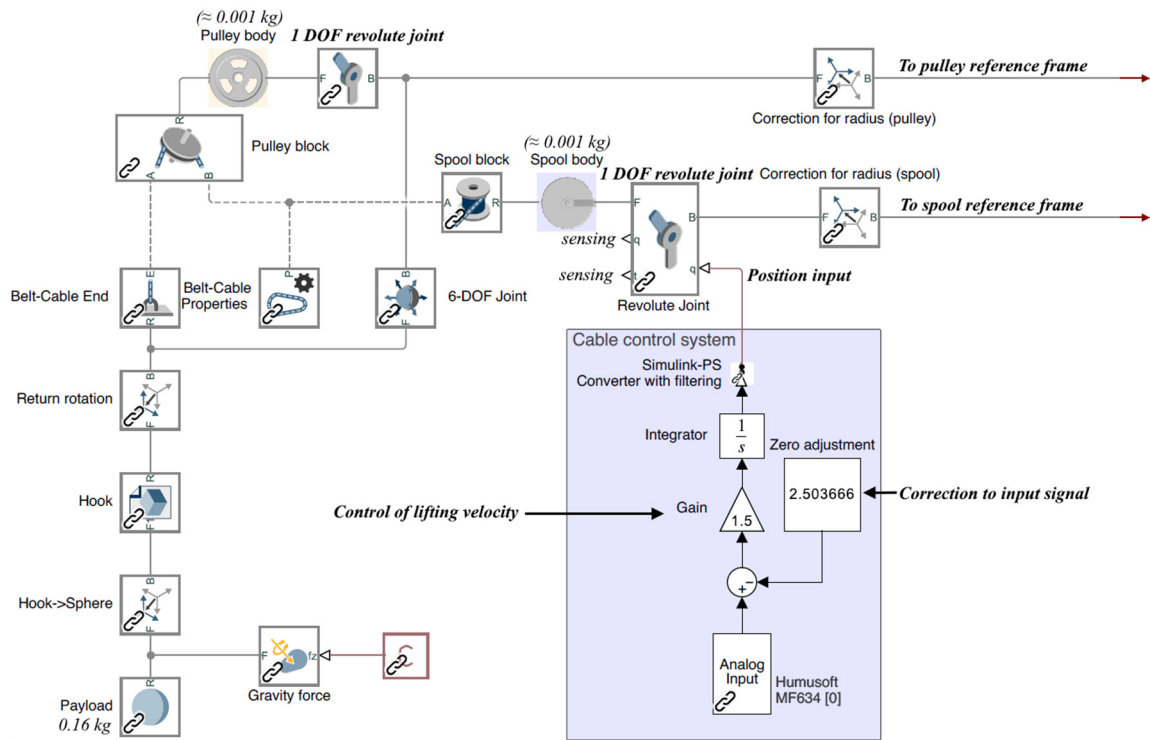 (≈ 0.001 kg)
Pulley body
1 DOF revolute joint
F
B
F
B
To pulley reference frame
Correction for radius (pulley)
R
Pulley block
A
B
(≈ 0.001 kg)
Spool block
Spool body
1 DOF revolute joint
Correction for radius (spool)
A
R
F
B
F
B
To spool reference frame
sensing
q
sensing
t
q
Position input
Revolute Joint
E
P
B
Belt-Cable End
Belt-Cable
Properties
6-DOF Joint
R
F
Cable control system
Simulink-PS
Converter with filtering
B
Return rotation
F
Integrator
1
s
Zero adjustment
R
Hook
F1
2.503666
Correction to input signal
Control of lifting velocity
Gain
1.5
B
Hook->Sphere
F
+
−
F
fz
C
Gravity force
R
Payload
0.16 kg
Analog
Input
Humusoft
MF634 [0]